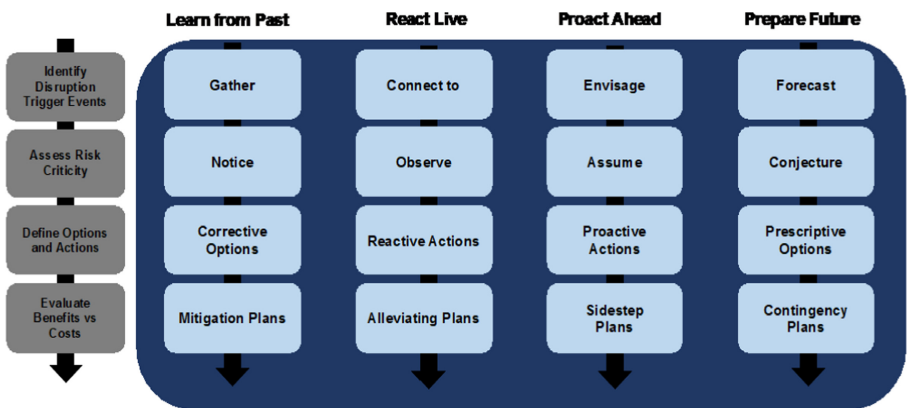 Learn from Past
React Live
Proact Ahead
Prepare Future
Identify
Disruption
Trigger Events
Gather
Connect to
Envisage
Forecast
Assess Risk
Criticity
Notice
Observe
Assume
Conjecture
Define Options
and Actions
Corrective
Options
Reactive Actions
Proactive
Actions
Prescriptive
Options
Evaluate
Benefits vs
Costs
Mitigation Plans
Alleviating Plans
Sidestep
Plans
Contingency
Plans